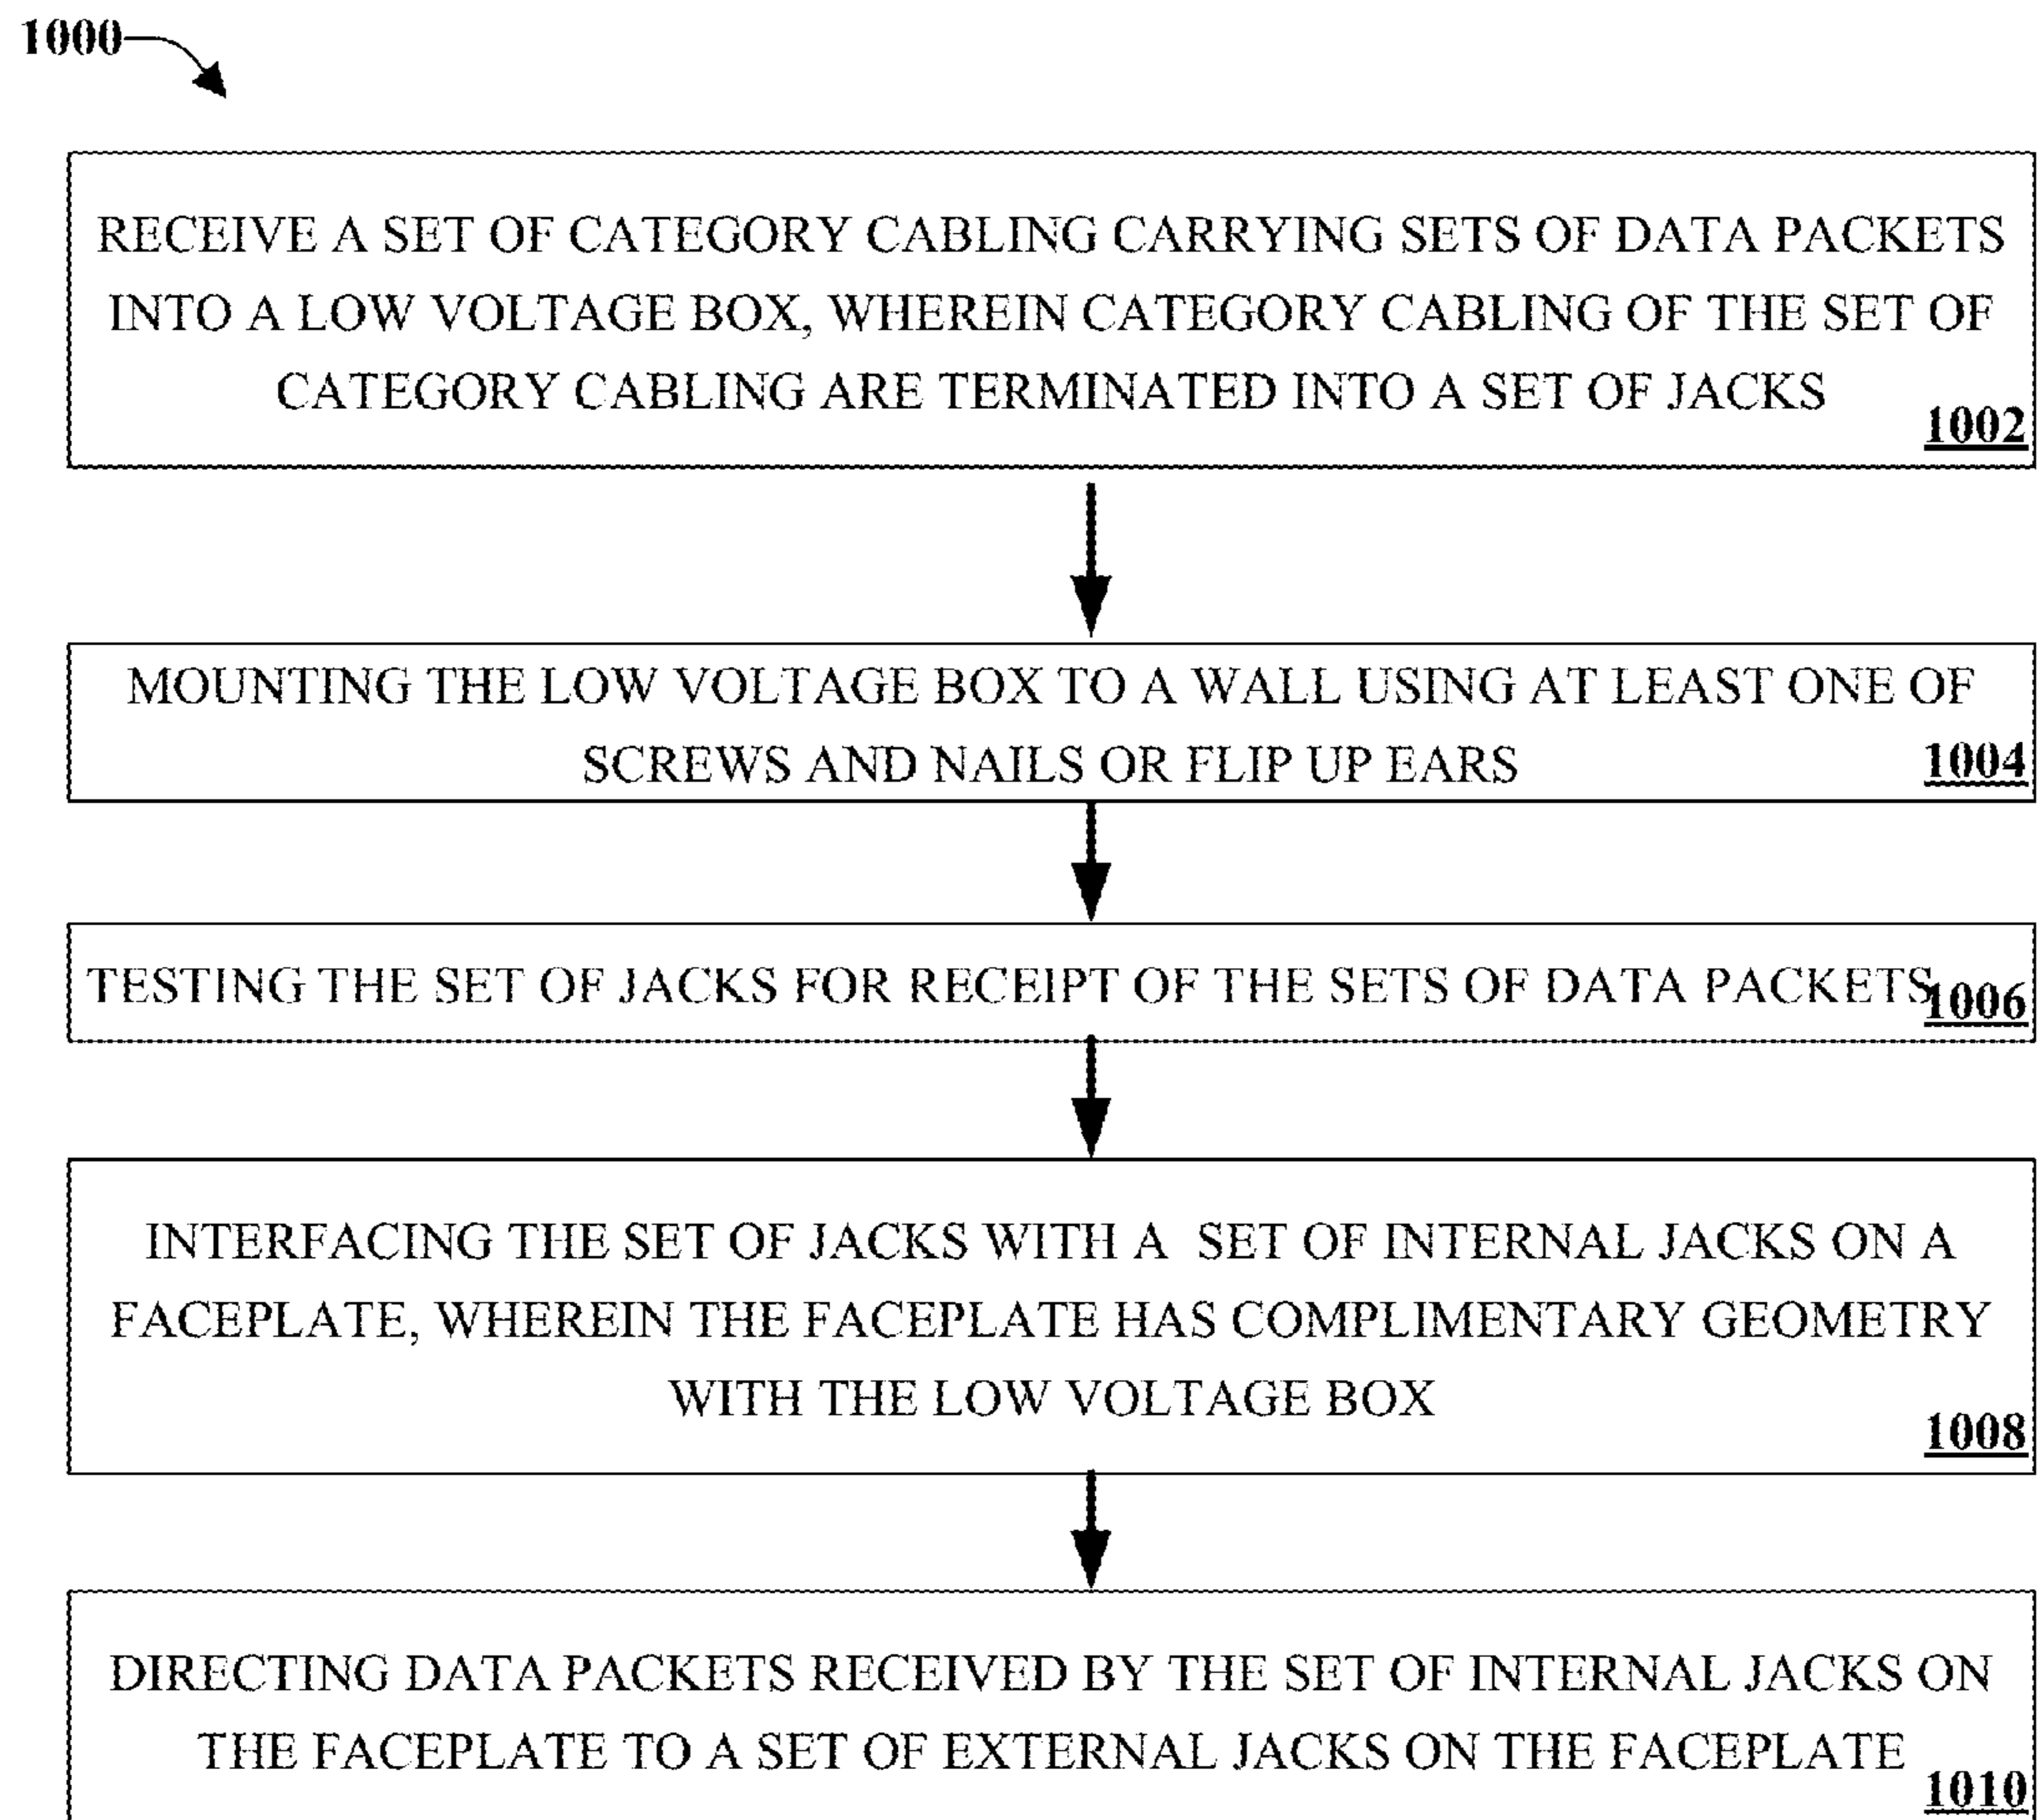 1000
RECEIVE A SET OF CATEGORY CABLING CARRYING SETS OF DATA PACKETS
INTO A LOW VOLTAGE BOX, WHEREIN CATEGORY CABLING OF THE SET OF
CATEGORY CABLING ARE TERMINATED INTO A SET OF JACKS
1002
MOUNTING THE LOW VOLTAGE BOX TO A WALL USING AT LEAST ONE OF
SCREWS AND NAILS OR FLIP UP EARS
1004
TESTING THE SET OF JACKS FOR RECEIPT OF THE SETS OF DATA PACKETS
1006
INTERFACING THE SET OF JACKS WITH A SET OF INTERNAL JACKS ON A
FACEPLATE, WHEREIN THE FACEPLATE HAS COMPLIMENTARY GEOMETRY
WITH THE LOW VOLTAGE BOX
1008
DIRECTING DATA PACKETS RECEIVED BY THE SET OF INTERNAL JACKS ON
THE FACEPLATE TO A SET OF EXTERNAL JACKS ON THE FACEPLATE
1010